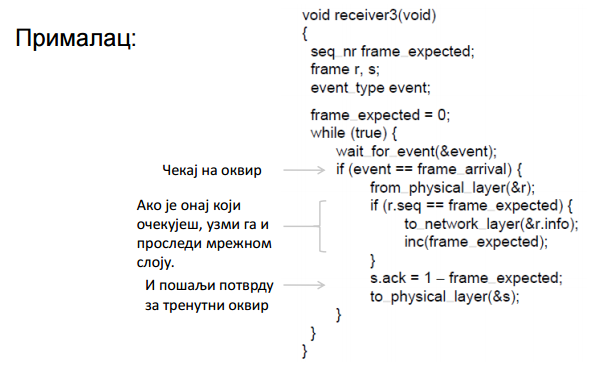 Прималац:
void receiver3(void)
{
seq_nr frame_expected;
frame r, s;
event_type event;
frame_expected = 0;
while (true) {
wait_for_event(&event);
Чекај на оквир
if (event == frame_arrival) {
from_physical_layer(&r);
Ако је онај који
очекујеш, узми га и
проследи мрежном
слоју.
if (r.seq == frame_expected) {
to_network_layer(&r.info);
inc(frame_expected);
}
И пошаљи потврду
за тренутни оквир
s.ack = 1 – frame_expected;
to_physical_layer(&s);
}
}
}